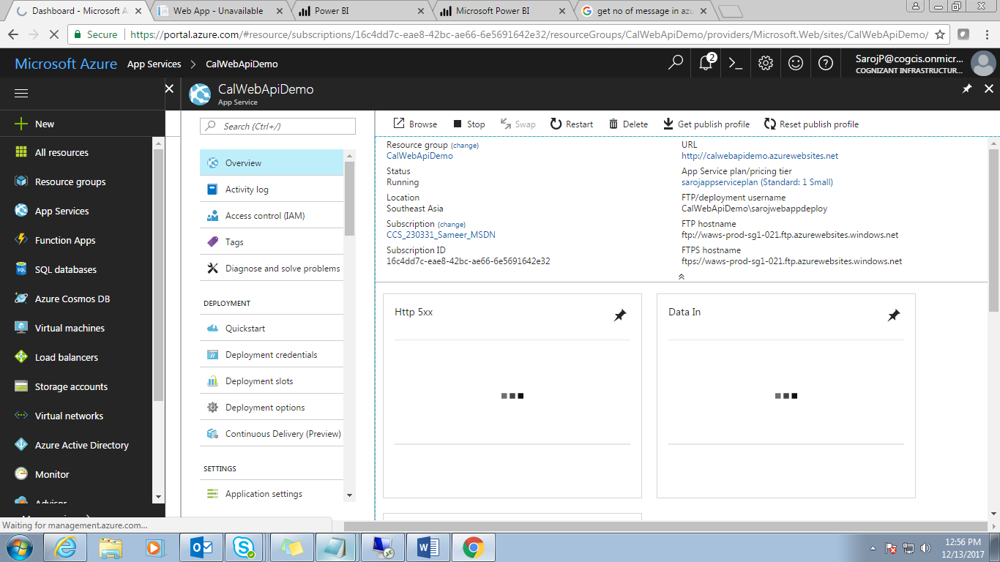 Dashboard - Microsoft A
Web App - Unavailable
Power BI
Microsoft Power BI
get no of message in azu
Secure
https://portal.azure.com/#resource/subscriptions/16c4dd7c-eae8-42bc-ae66-6e5691642e32/resourceGroups/CalWebApiDemo/providers/Microsoft.Web/sites/CalWebApiDemo/
Microsoft Azure App Services > CalWebApiDemo
2
SarojP@cogcis.onmicr...
COGNIZANT INFRASTRUCTUR...
CalWebApiDemo
App Service
New
All resources
Resource groups
App Services
Function Apps
SQL databases
Azure Cosmos DB
Virtual machines
Load balancers
Storage accounts
Virtual networks
Azure Active Directory
Monitor
Search (Ctrl+/)
Overview
Activity log
Access control (IAM)
Tags
Diagnose and solve problems
DEPLOYMENT
Quickstart
Deployment credentials
Deployment slots
Deployment options
Continuous Delivery (Preview)
SETTINGS
Application settings
Browse
Stop
Swap
Restart
Delete
Get publish profile
Reset publish profile
Resource group (change)
CalWebApiDemo
Status
Running
Location
Southeast Asia
Subscription (change)
CCS_230331_Sameer_MSDN
Subscription ID
16c4dd7c-eae8-42bc-ae66-6e5691642e32
URL
http://calwebapidemo.azurewebsites.net
App Service plan/pricing tier
sarojappserviceplan (Standard: 1 Small)
FTP/deployment username
CalWebApiDemo\sarojwebappdeploy
FTP hostname
ftp://waws-prod-sg1-021.ftp.azurewebsites.windows.net
FTPS hostname
ftps://waws-prod-sg1-021.ftp.azurewebsites.windows.net
Http 5xx
Data In
Waiting for management.azure.com...
12:56 PM
12/13/2017